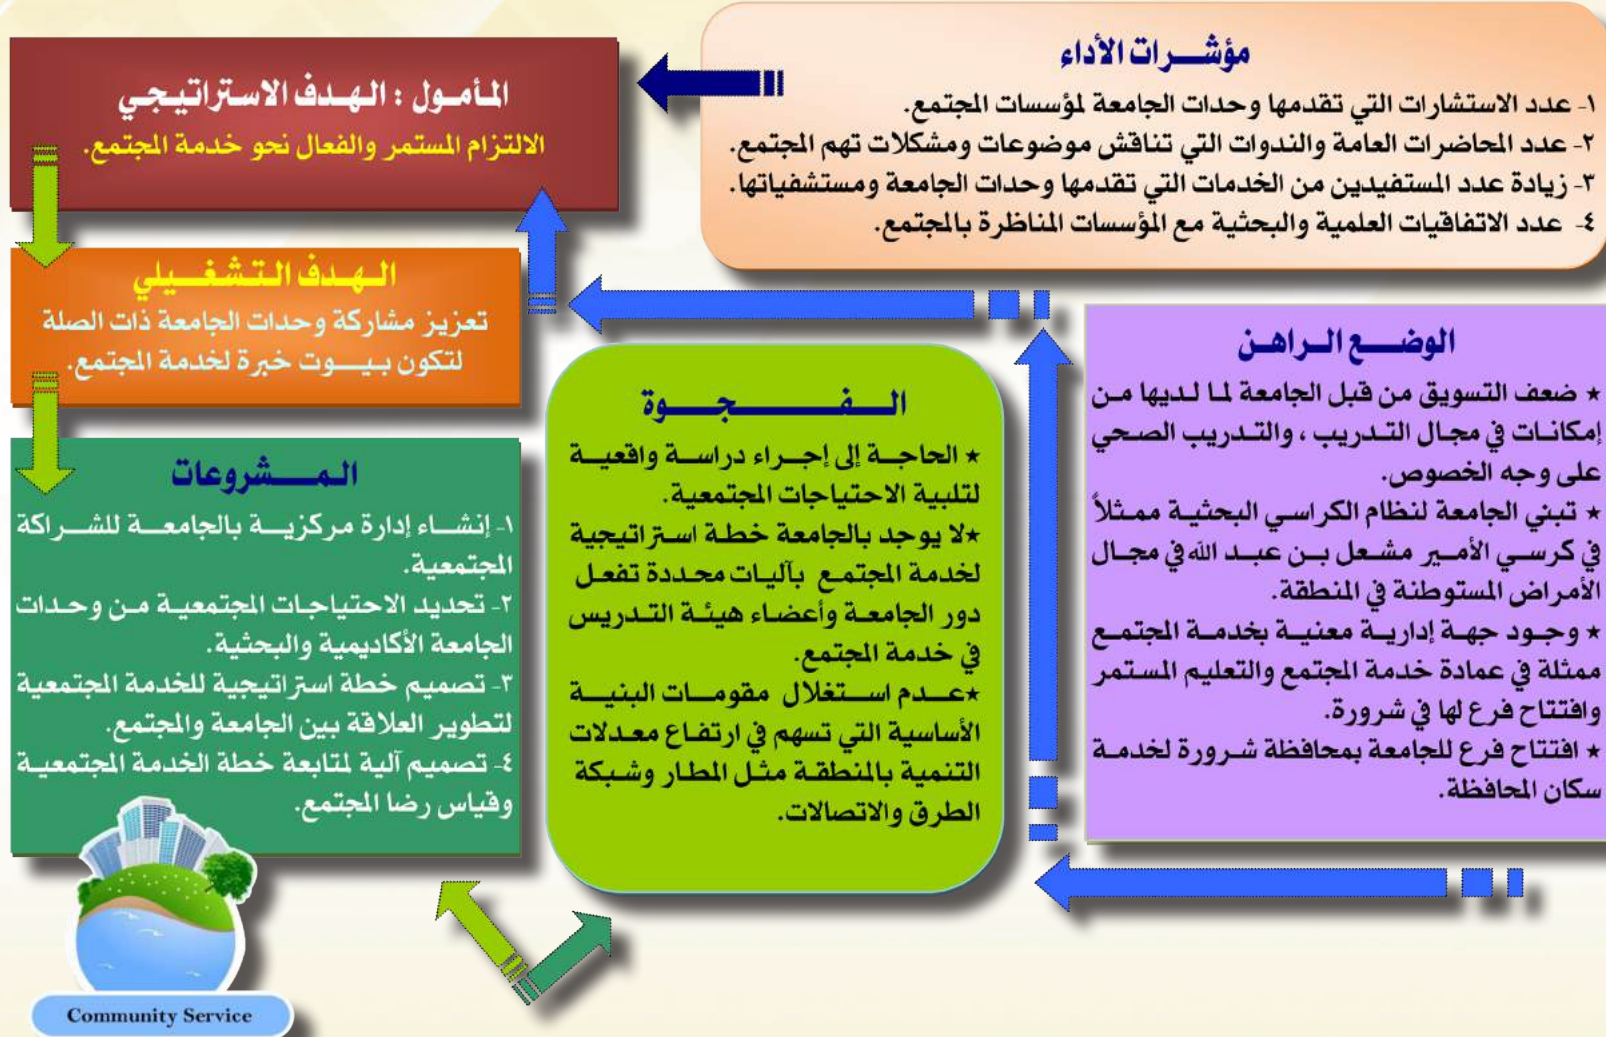 مؤشرات الأداء
١- عدد الاستشارات التي تقدمها وحدات الجامعة لمؤسسات المجتمع.
٢- عدد المحاضرات العامة والندوات التي تناقش موضوعات ومشكلات تهم المجتمع.
٣- زيادة عدد المستفيدين من الخدمات التي تقدمها وحدات الجامعة ومستشفياتها.
٤- عدد الاتفاقيات العلمية والبحثية مع المؤسسات المناظرة بالمجتمع.
المأمول : الهدف الاستراتيجي
الالتزام المستمر والفعال نحو خدمة المجتمع.
الهدف التشغيلي
تعزيز مشاركة وحدات الجامعة ذات الصلة
لتكون بيوت خبرة لخدمة المجتمع.
الوضع الراهن
★ ضعف التسويق من قبل الجامعة لما لديها من
إمكانات في مجال التدريب ، والتدريب الصحي
على وجه الخصوص.
★ تبني الجامعة لنظام الكراسي البحثية ممثلاً
في كرسي الأمير مشعل بن عبد الله في مجال
الأمراض المستوطنة في المنطقة.
★ وجود جهة إدارية معنية بخدمة المجتمع
ممثلة في عمادة خدمة المجتمع والتعليم المستمر
وافتتاح فرع لها في شرورة.
★ افتتاح فرع للجامعة بمحافظة شرورة لخدمة
سكان المحافظة.
الفجوة
★ الحاجة إلى إجراء دراسة واقعية
لتلبية الاحتياجات المجتمعية.
★لا يوجد بالجامعة خطة استراتيجية
لخدمة المجتمع بآليات محددة تفعل
دور الجامعة وأعضاء هيئة التدريس
في خدمة المجتمع.
★عدم استغلال مقومات البنية
الأساسية التي تسهم في ارتفاع معدلات
التنمية بالمنطقة مثل المطار وشبكة
الطرق والاتصالات.
المشروعات
١- إنشاء إدارة مركزية بالجامعة للشراكة
المجتمعية.
٢- تحديد الاحتياجات المجتمعية من وحدات
الجامعة الأكاديمية والبحثية.
٣- تصميم خطة استراتيجية للخدمة المجتمعية
لتطوير العلاقة بين الجامعة والمجتمع.
٤- تصميم آلية لمتابعة خطة الخدمة المجتمعية
وقياس رضا المجتمع.
Community Service